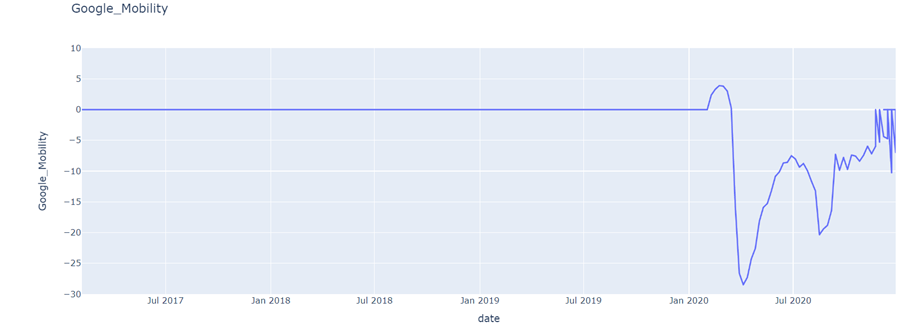 Google_Mobility
10
5
0
−5
−10
−15
−20
−25
−30
Google_Mobility
Jul 2017
Jan 2018
Jul 2018
Jan 2019
Jul 2019
Jan 2020
Jul 2020
date